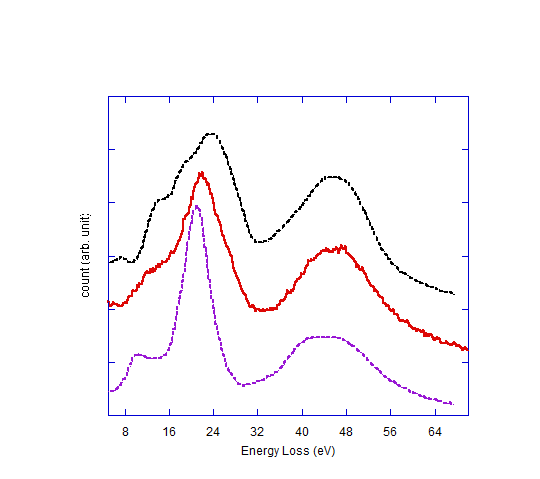 count (arb. unit)
8 16 24 32 40 48 56 64
Energy Loss (eV)